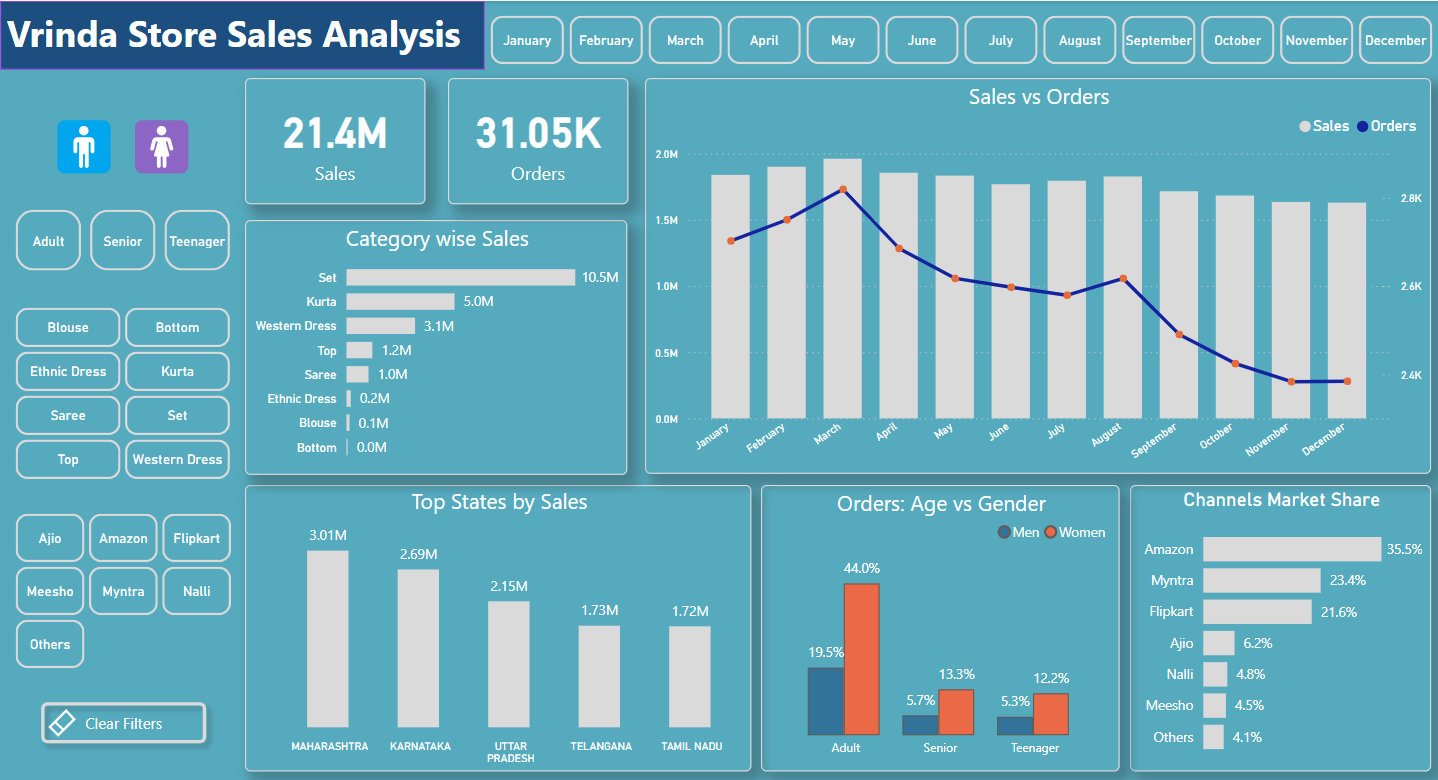 Vrinda Store Sales Analysis
January
February
March
April
May
June
July
August
September
October
November
December
Adult
Senior
Teenager
Blouse
Bottom
Ethnic Dress
Kurta
Saree
Set
Top
Western Dress
Ajio
Amazon
Flipkart
Meesho
Myntra
Nalli
Others
Clear Filters
21.4M
Sales
31.05K
Orders
Category wise Sales
Set 10.5M
Kurta 5.0M
Western Dress 3.1M
Top 1.2M
Saree 1.0M
Ethnic Dress 0.2M
Blouse 0.1M
Bottom 0.0M
Sales vs Orders
Sales Orders
2.0M
1.5M
1.0M
0.5M
0.0M
2.8K
2.6K
2.4K
January
February
March
April
May
June
July
August
September
October
November
December
Top States by Sales
3.01M
2.69M
2.15M
1.73M
1.72M
MAHARASHTRA
KARNATAKA
UTTAR
PRADESH
TELANGANA
TAMIL NADU
Orders: Age vs Gender
Men Women
19.5%
44.0%
5.7%
13.3%
5.3%
12.2%
Adult
Senior
Teenager
Channels Market Share
Amazon 35.5%
Myntra 23.4%
Flipkart 21.6%
Ajio 6.2%
Nalli 4.8%
Meesho 4.5%
Others 4.1%